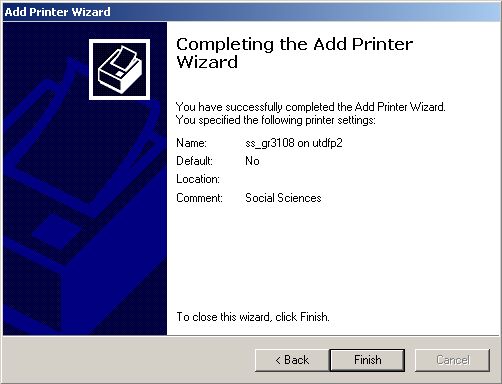 Add Printer Wizard
Completing the Add Printer
Wizard
You have successfully completed the Add Printer Wizard.
You specified the following printer settings:
Name: ss_gr3108 on utdfp2
Default: No
Location:
Comment: Social Sciences
To close this wizard, click Finish.
< Back Finish Cancel